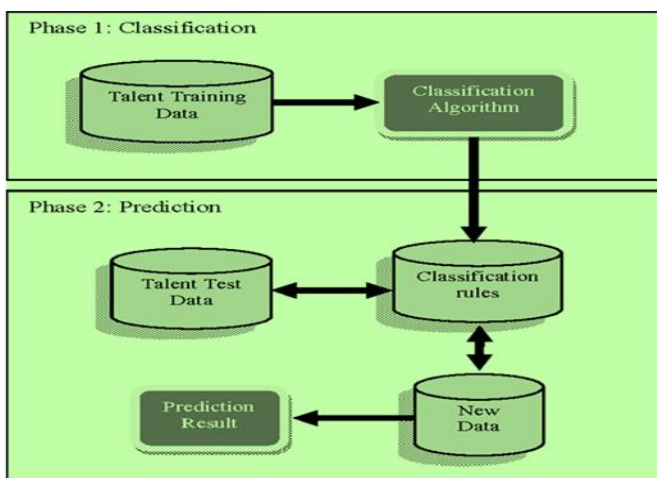 Phase 1: Classification
Talent Training
Data
Classification
Algorithm
Phase 2: Prediction
Talent Test
Data
Classification
rules
Prediction
Result
New
Data